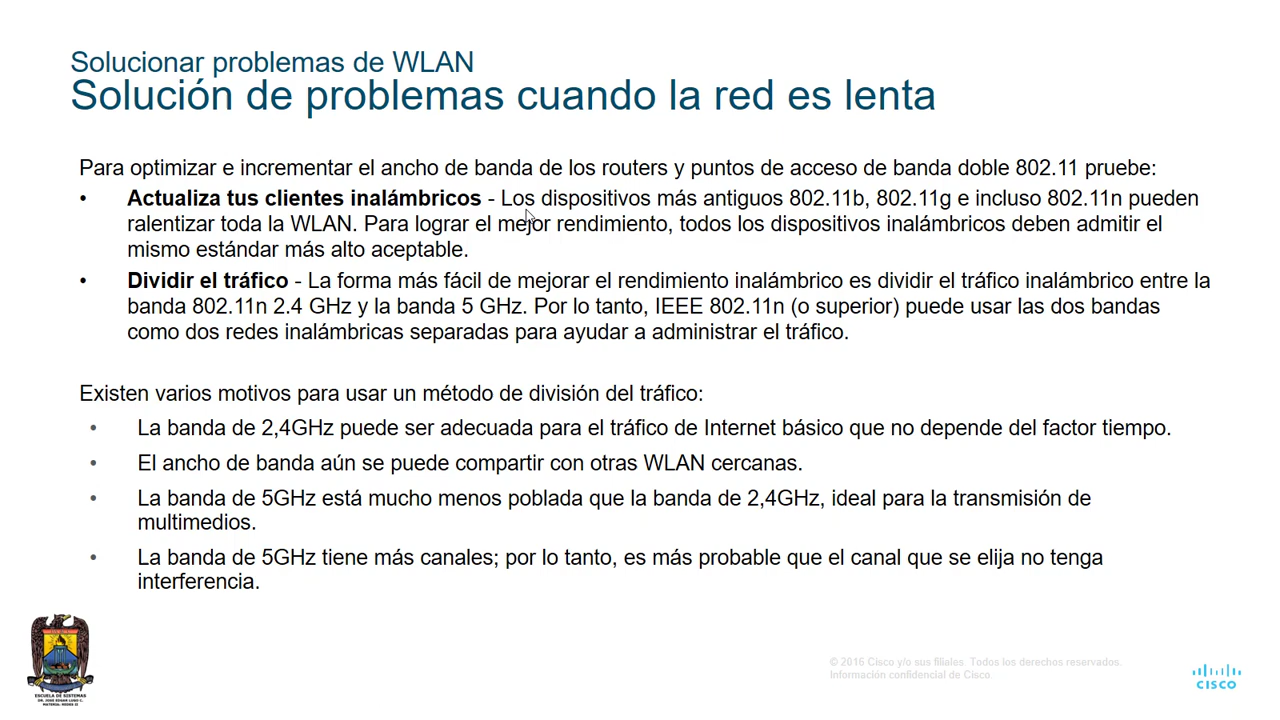 Solucionar problemas de WLAN
Solución de problemas cuando la red es lenta
Para optimizar e incrementar el ancho de banda de los routers y puntos de acceso de banda doble 802.11 pruebe:
• Actualiza tus clientes inalámbricos - Los dispositivos más antiguos 802.11b, 802.11g e incluso 802.11n pueden
ralentizar toda la WLAN. Para lograr el mejor rendimiento, todos los dispositivos inalámbricos deben admitir el
mismo estándar más alto aceptable.
• Dividir el tráfico - La forma más fácil de mejorar el rendimiento inalámbrico es dividir el tráfico inalámbrico entre la
banda 802.11n 2.4 GHz y la banda 5 GHz. Por lo tanto, IEEE 802.11n (o superior) puede usar las dos bandas
como dos redes inalámbricas separadas para ayudar a administrar el tráfico.
Existen varios motivos para usar un método de división del tráfico:
• La banda de 2,4GHz puede ser adecuada para el tráfico de Internet básico que no depende del factor tiempo.
• El ancho de banda aún se puede compartir con otras WLAN cercanas.
• La banda de 5GHz está mucho menos poblada que la banda de 2,4GHz, ideal para la transmisión de
multimedios.
• La banda de 5GHz tiene más canales; por lo tanto, es más probable que el canal que se elija no tenga
interferencia.
ESCUELA DE SISTEMAS
DR. JOSE EDGAR LUGO C.
MATERIA: REDES II
© 2016 Cisco y/o sus filiales. Todos los derechos reservados.
Información confidencial de Cisco
CISCO